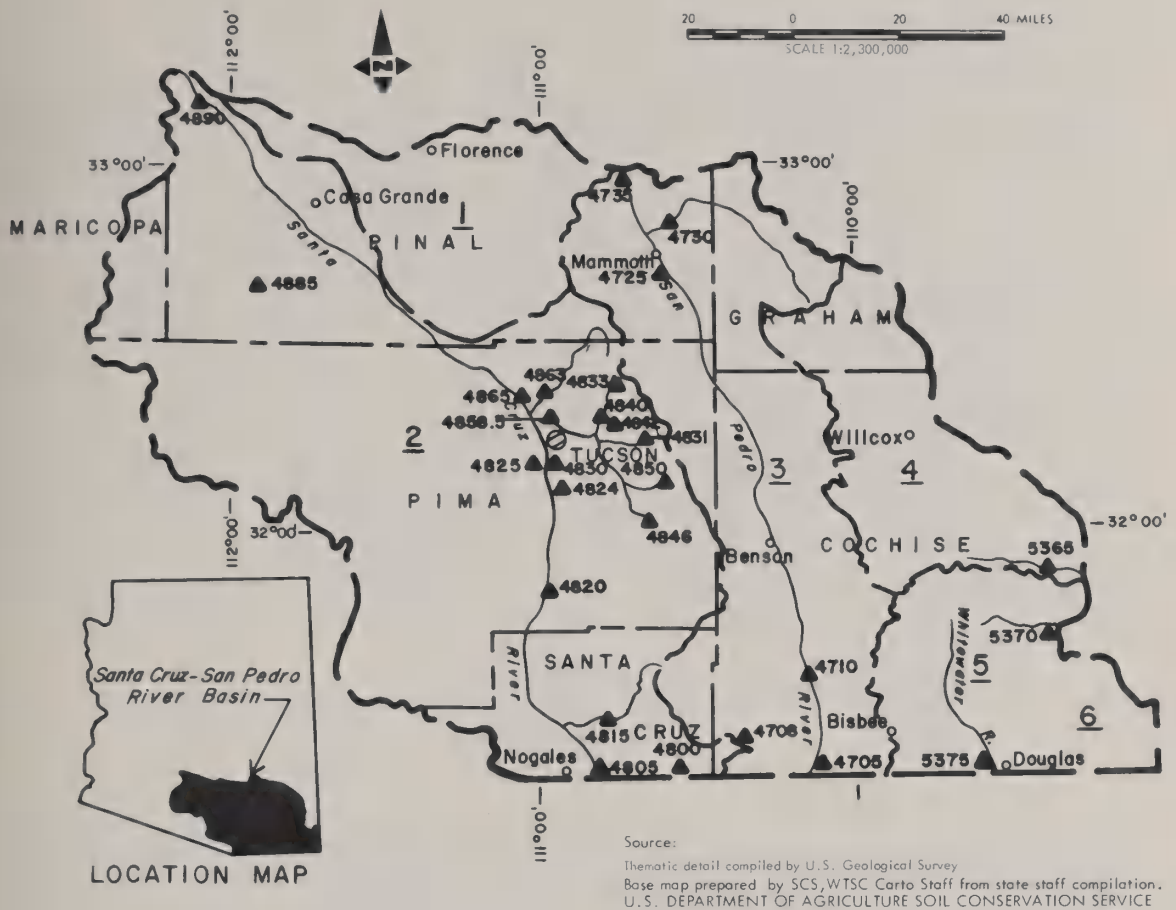 20 0 20 40 MILES
SCALE 1:2,300,000
N
112°00'
111°00'
4890
33°00'
Florence
33°00'
110°00'
Casa Grande
4735
MARICOPA
1
PINAL
4730
Santa
Mammoth
4725
San
4885
GRAHAM
4863
4833
4865
4840
4858.5
Cruz
4842
2
4831
Willcox
TUCSON
Pedro
3
4
4825
4830
4850
PIMA
4824
112°00'
32°00'
4846
32°00'
Benson
COCHISE
5365
4820
Whitewater
5370
SANTA
River
5
Santa Cruz-San Pedro
River Basin
4710
River
6
4815
CRUZ
4708
Bisbee
R.
4800
Nogales
4805
4705
5375
Douglas
111°00'
LOCATION MAP
Source:
Thematic detail compiled by U.S. Geological Survey
Base map prepared by SCS, WTSC Carto Staff from state staff compilation.
U.S. DEPARTMENT OF AGRICULTURE SOIL CONSERVATION SERVICE